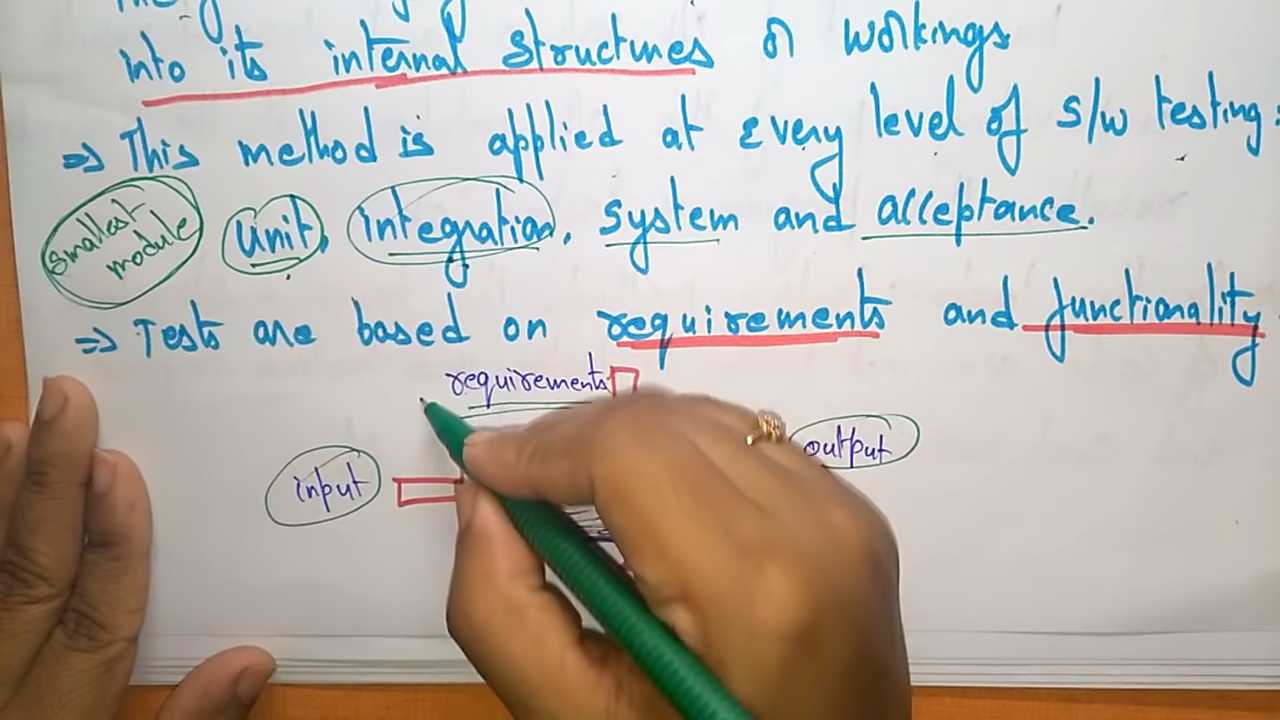 into its internal structures or workings
⇒ This method is applied at every level of s/w testing:
smallest module
unit, integration, system and acceptance.
⇒ Tests are based on requirements and functionality
requirements
output
input